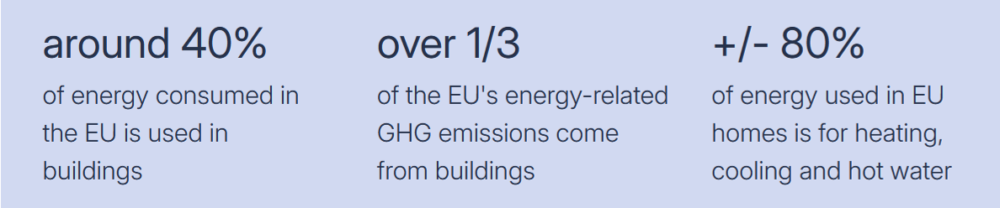 around 40%
of energy consumed in
the EU is used in
buildings
over 1/3
of the EU's energy-related
GHG emissions come
from buildings
+/- 80%
of energy used in EU
homes is for heating,
cooling and hot water